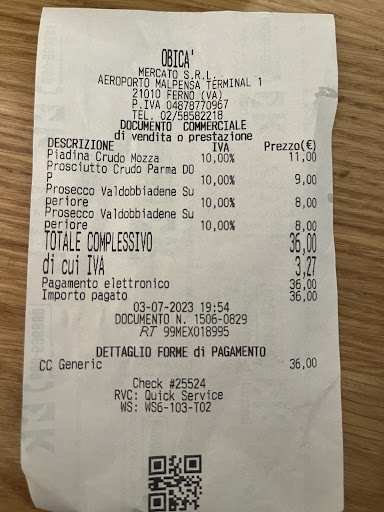 OBICA'
MERCATO S.R.L.
AEROPORTO MALPENSA TERMINAL 1
21010 FERNO (VA)
P.IVA 04878770967
TEL. 02/58582218
DOCUMENTO COMMERCIALE
di vendita o prestazione
DESCRIZIONE IVA Prezzo(€)
Piadina Crudo Mozza 10,00% 11,00
Prosciutto Crudo Parma DO
P 10,00% 9,00
Prosecco Valdobbiadene Su
periore 10,00% 8,00
Prosecco Valdobbiadene Su
periore 10,00% 8,00
TOTALE COMPLESSIVO 36,00
di cui IVA 3,27
Pagamento elettronico 36,00
Importo pagato 36,00
03-07-2023 19:54
DOCUMENTO N. 1506-0829
RT 99MEX018995
DETTAGLIO FORME di PAGAMENTO
CC Generic 36,00
Check #25524
RVC: Quick Service
WS: WS6-103-T02